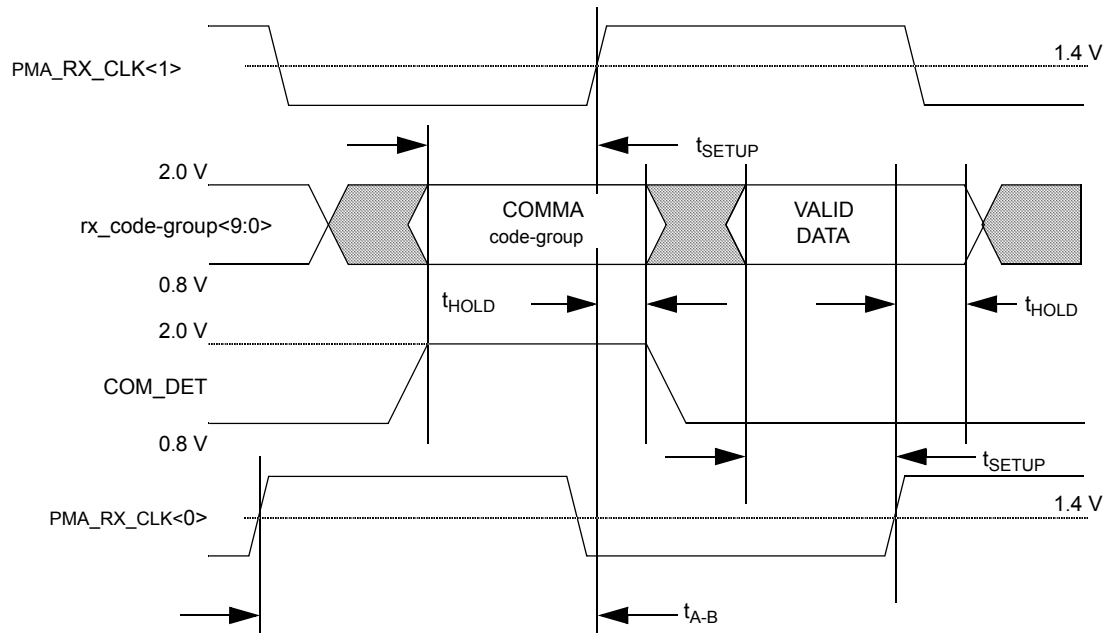 1.4 V
PMA_RX_CLK<1>
tSETUP
2.0 V
rx_code-group<9:0>
COMMA
code-group
VALID
DATA
0.8 V
tHOLD
tHOLD
2.0 V
COM_DET
0.8 V
tSETUP
PMA_RX_CLK<0>
1.4 V
tA-B